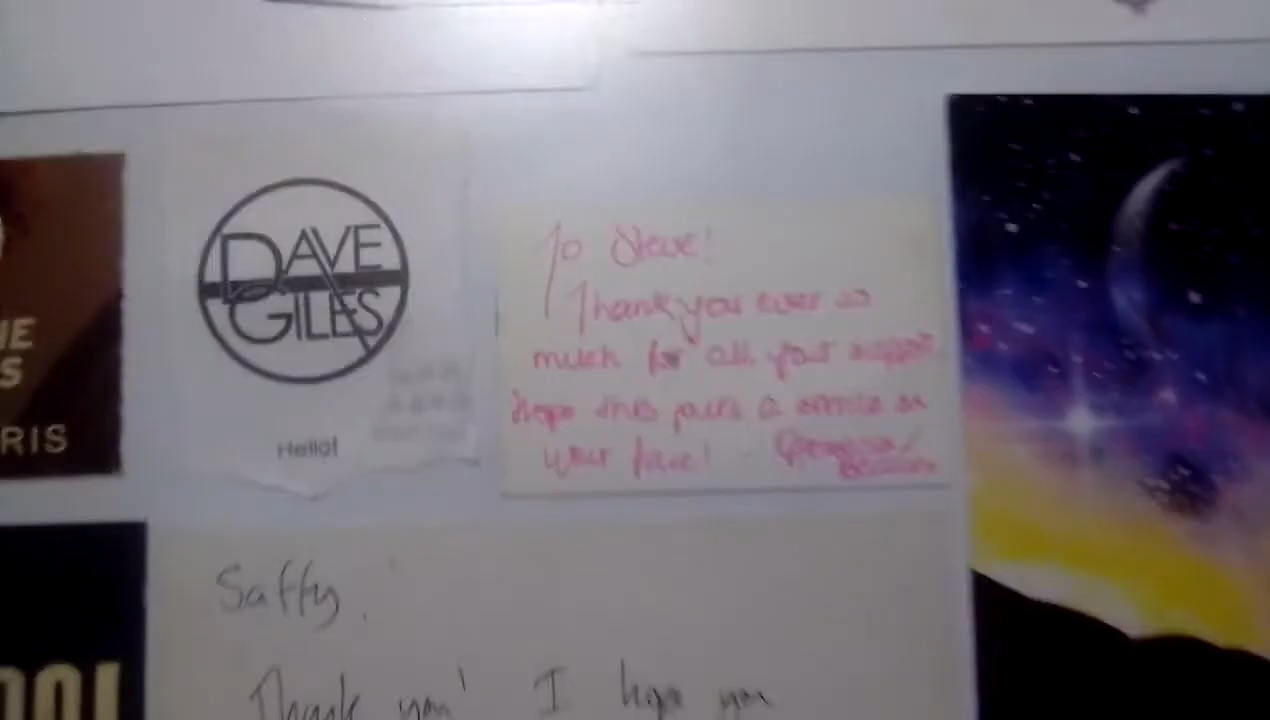 DAVE
GILES
Hello!
To Steve!
Thank you ever so
much for all your support
Hope this puts a smile on
your face!
Saffy,
Thank you! I hope you
RIS